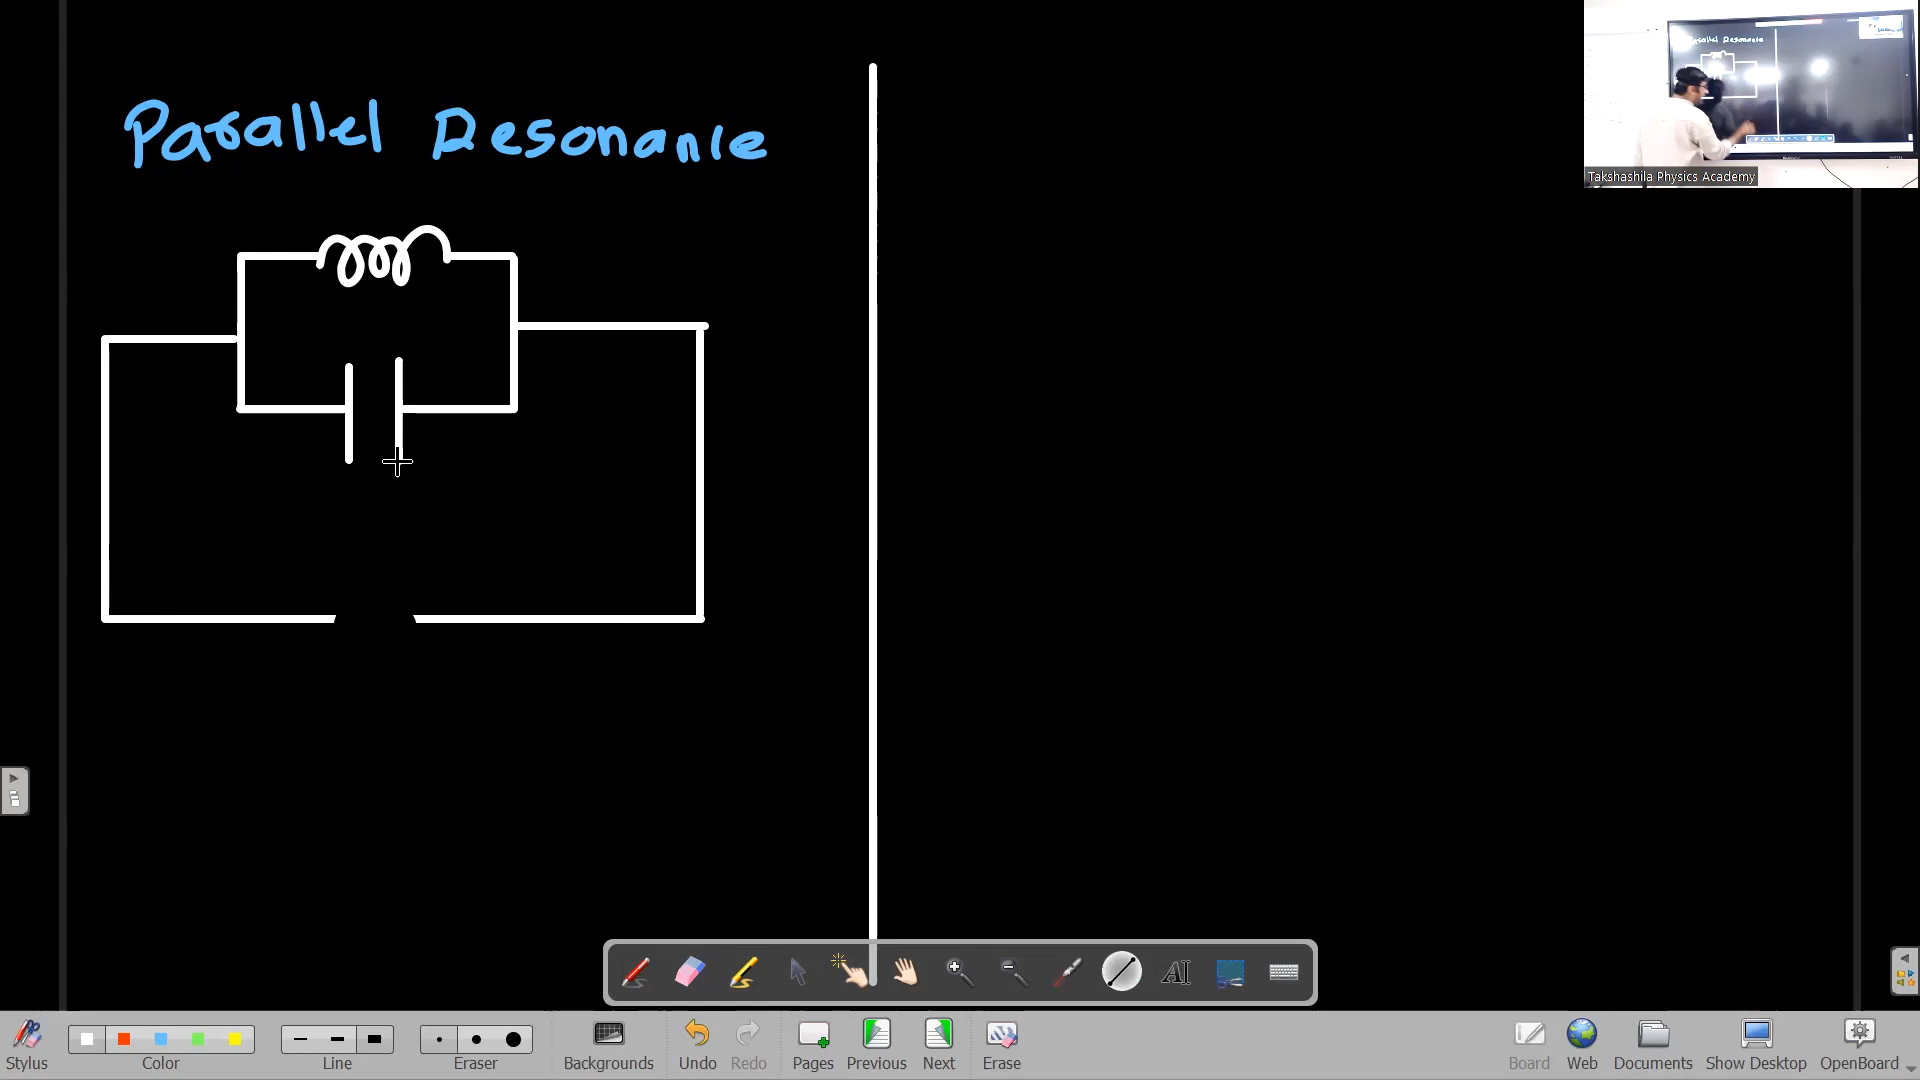 Parallel Resonance
Takshashila Physics Academy
Stylus
Color
Line
Eraser
Backgrounds
Undo
Redo
Pages
Previous
Next
Erase
Board
Web
Documents
Show Desktop
OpenBoard
AI